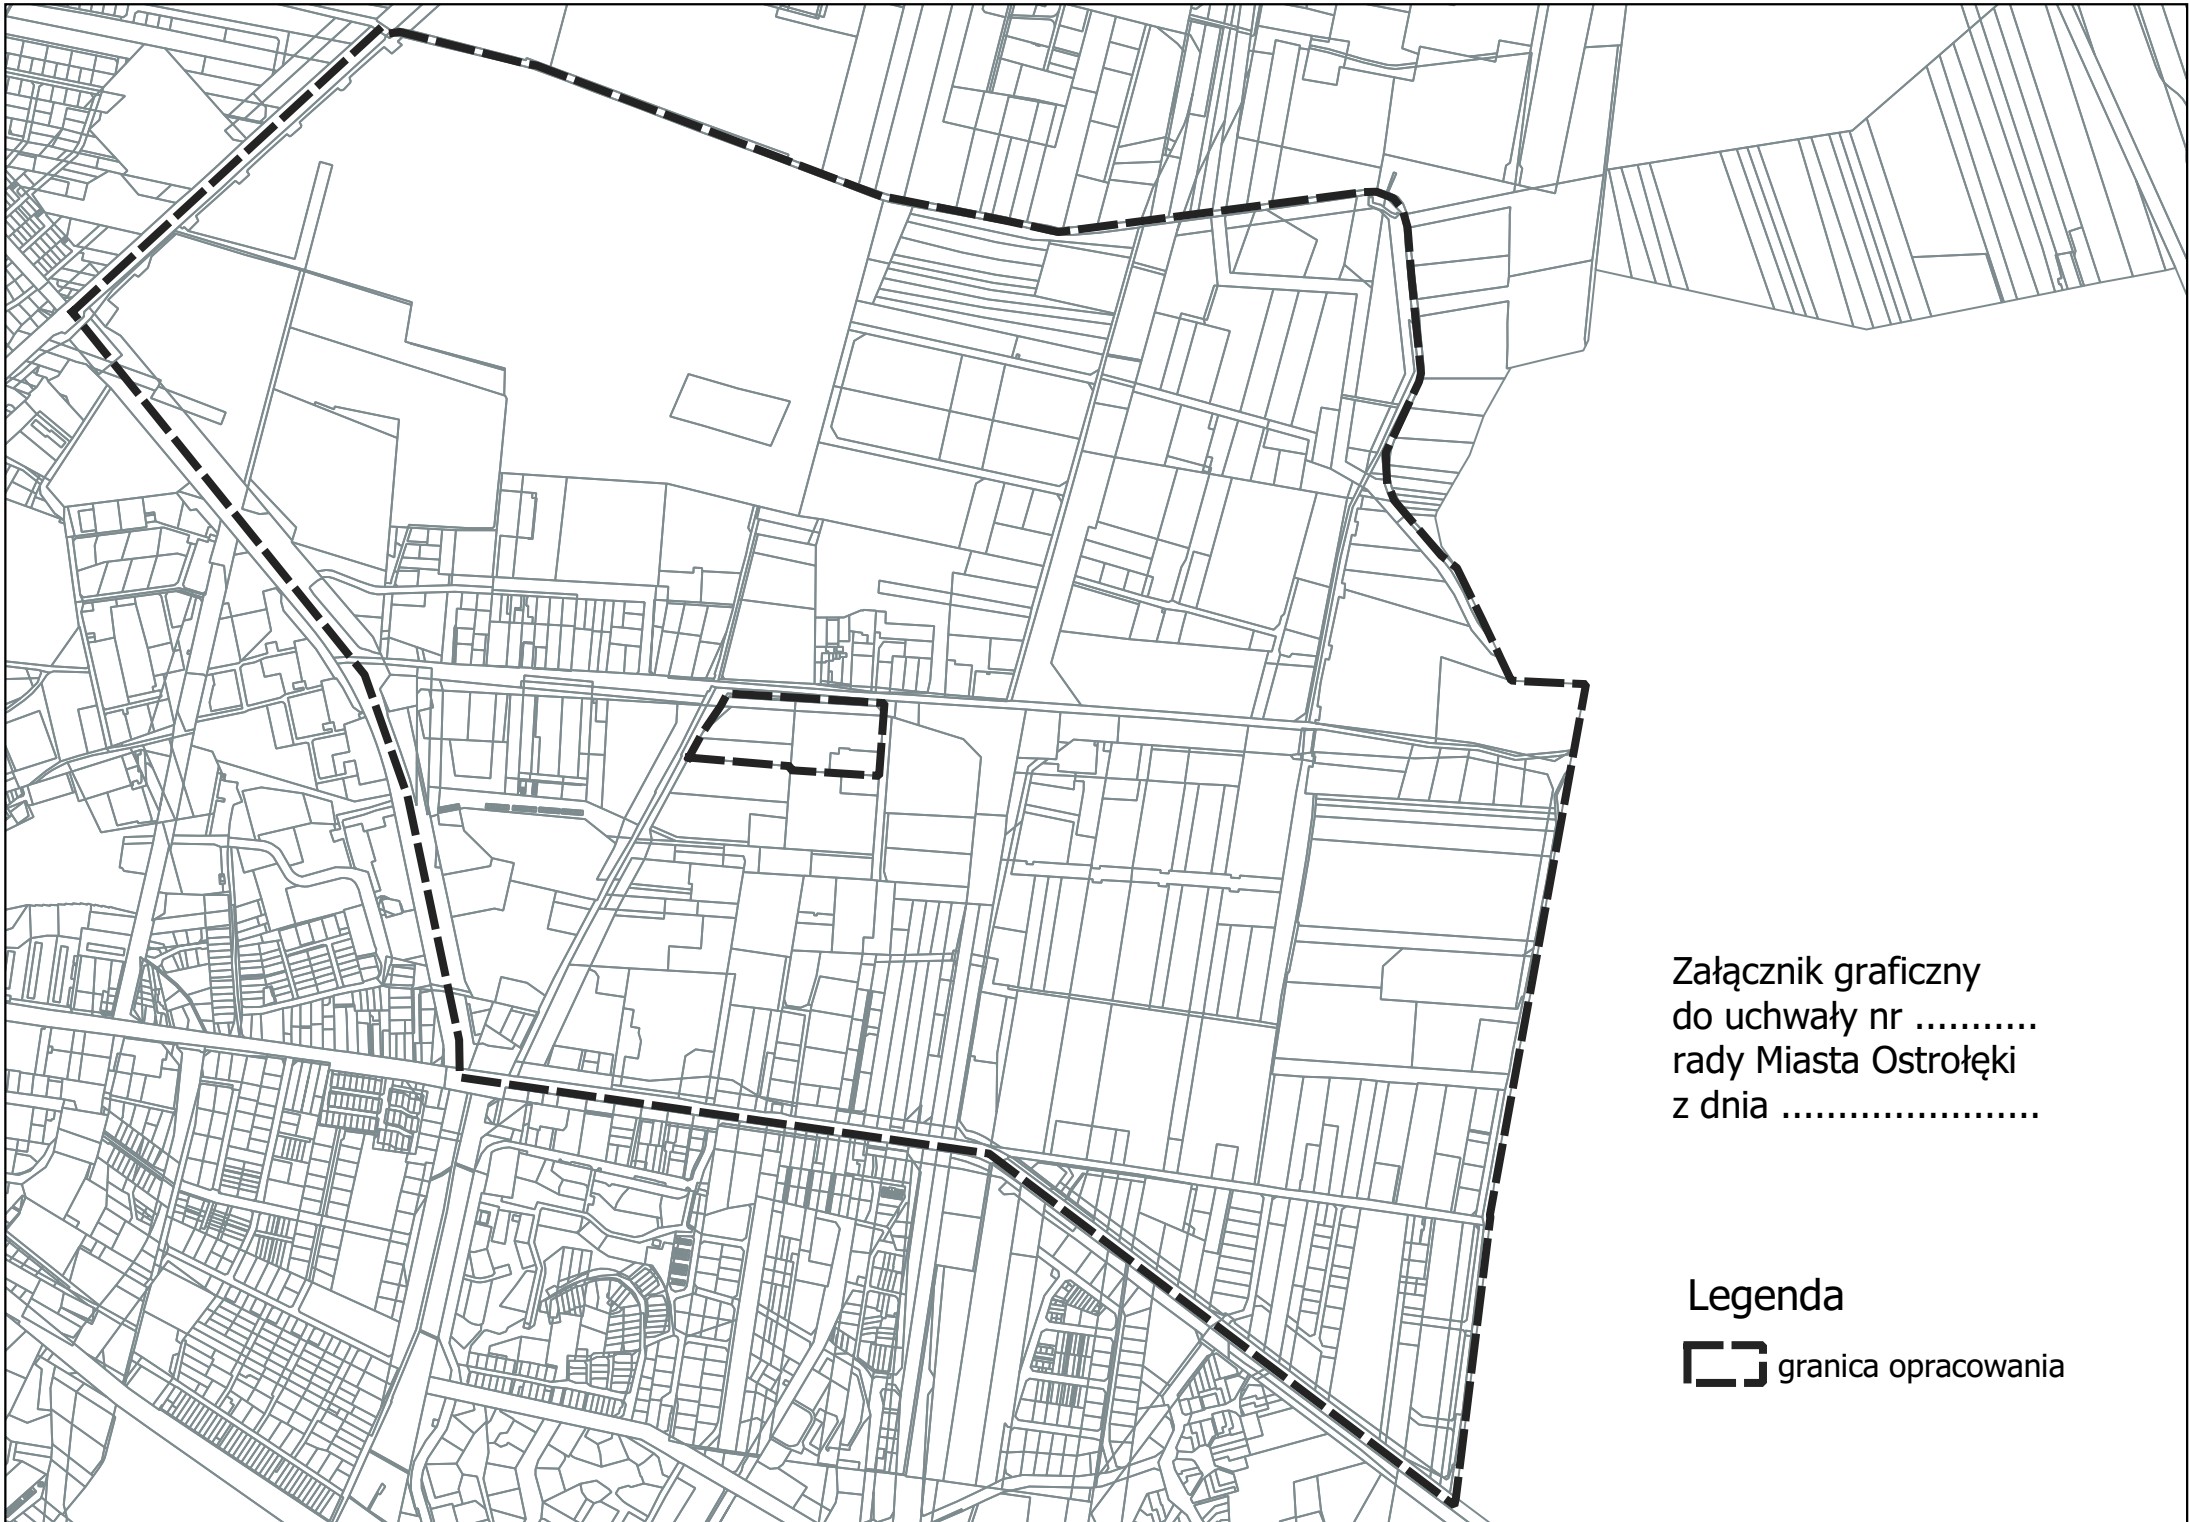 Załącznik graficzny
do uchwały nr ...........
rady Miasta Ostrołęki
z dnia .......................
Legenda
granica opracowania